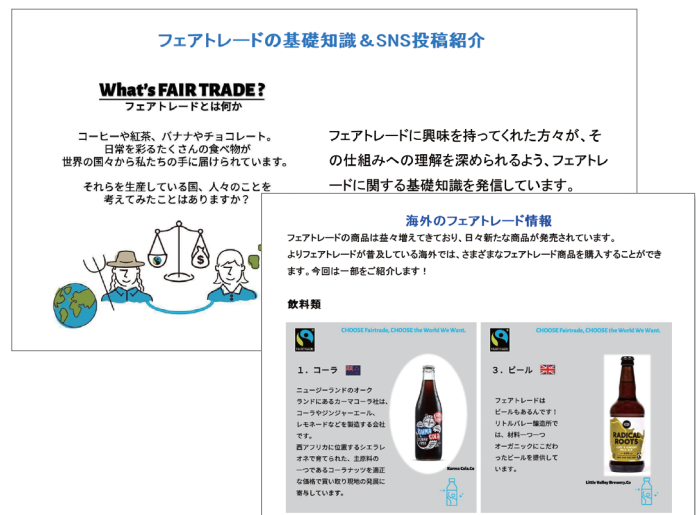 フェアトレードの基礎知識＆SNS投稿紹介
What's FAIR TRADE?
フェアトレードとは何か
コーヒーや紅茶、バナナやチョコレート。
日常を彩るたくさんの食べ物が
世界の国々から私たちの手に届けられています。
それらを生産している国、人々のことを
考えてみたことはありますか？
フェアトレードに興味を持ってくれた方々が、そ
の仕組みへの理解を深められるよう、フェアトレ
ードに関する基礎知識を発信しています。
$
海外のフェアトレード情報
フェアトレードの商品は益々増えてきており、日々新たな商品が発売されています。
よりフェアトレードが普及している海外では、さまざまなフェアトレード商品を購入することができ
ます。今回は一部をご紹介します！
飲料類
FAIRTRADE
CHOOSE Fairtrade, CHOOSE the World We Want.
1．コーラ
ニュージーランドのオーク
ランドにあるカーマコーラ社は、
コーラやジンジャーエール、
レモネードなどを製造する会社
です。
西アフリカに位置するシエラレ
オネで育てられた、主原料の
一つであるコーラナッツを適正
な価格で買い取り現地の発展に
寄与しています。
KARMA
COLA
Karma Cola.Co
FAIRTRADE
CHOOSE Fairtrade, CHOOSE the World We Want.
3．ビール
フェアトレードは
ビールもあるんです！
リトルバレー醸造所で
は、材料一つ一つ
オーガニックにこだわ
ったビールを提供して
います。
RADICAL
ROOTS
Little Valley Brewery.Co